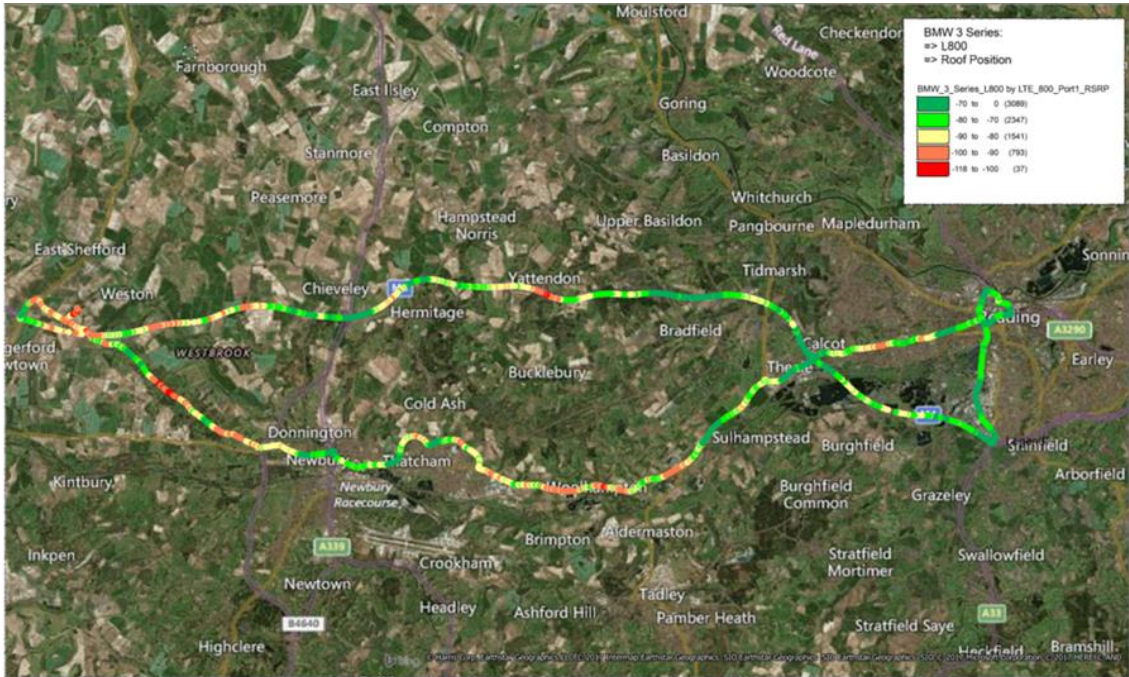 Moulsford
Checkendon
Red Lane
Farnborough
Woodcote
East Ilsley
Goring
Compton
Stanmore
Basildon
Peasemore
Whitchurch
Hampstead
Norris
Upper Basildon
Pangbourne
Mapledurham
East Shefford
Sonnin
Weston
Yattendon
Tidmarsh
Chieveley
Hermitage
Reading
A3290
Bradfield
Calcot
Earley
gerford
wtown
WESTBROOK
Bucklebury
Cold Ash
Donnington
Sulhampstead
Burghfield
Shinfield
Newbury
Thatcham
Kintbury
Newbury
Racecourse
Woolhampton
Burghfield
Common
Grazeley
Arborfield
Aldermaston
A339
Brimpton
Inkpen
Crookham
Stratfield
Mortimer
Swallowfield
Newtown
Tadley
Headley
Ashford Hill
Pamber Heath
A33
B4640
Stratfield Saye
Highclere
Heckfield
Bramshill
BMW 3 Series:
=> L800
=> Roof Position
BMW_3_Series_L800 by LTE_800_Port1_RSRP
-70 to 0 (3089)
-80 to -70 (2347)
-90 to -80 (1541)
-100 to -90 (793)
-118 to -100 (37)